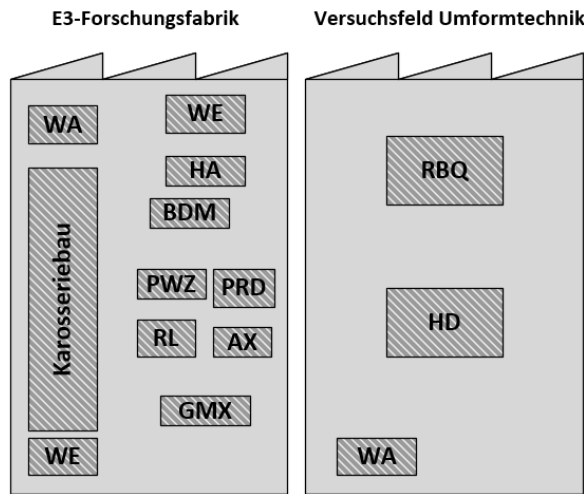 E3-Forschungsfabrik
WA
WE
HA
BDM
Karosseriebau
PWZ
PRD
RL
AX
GMX
WE
Versuchsfeld Umformtechnik
RBQ
HD
WA